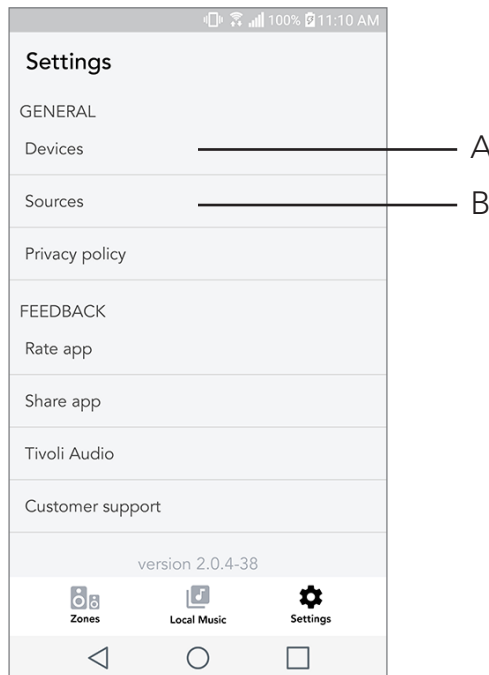 100% 11:10 AM
Settings
GENERAL
Devices
A
Sources
B
Privacy policy
FEEDBACK
Rate app
Share app
Tivoli Audio
Customer support
version 2.0.4-38
Zones
Local Music
Settings